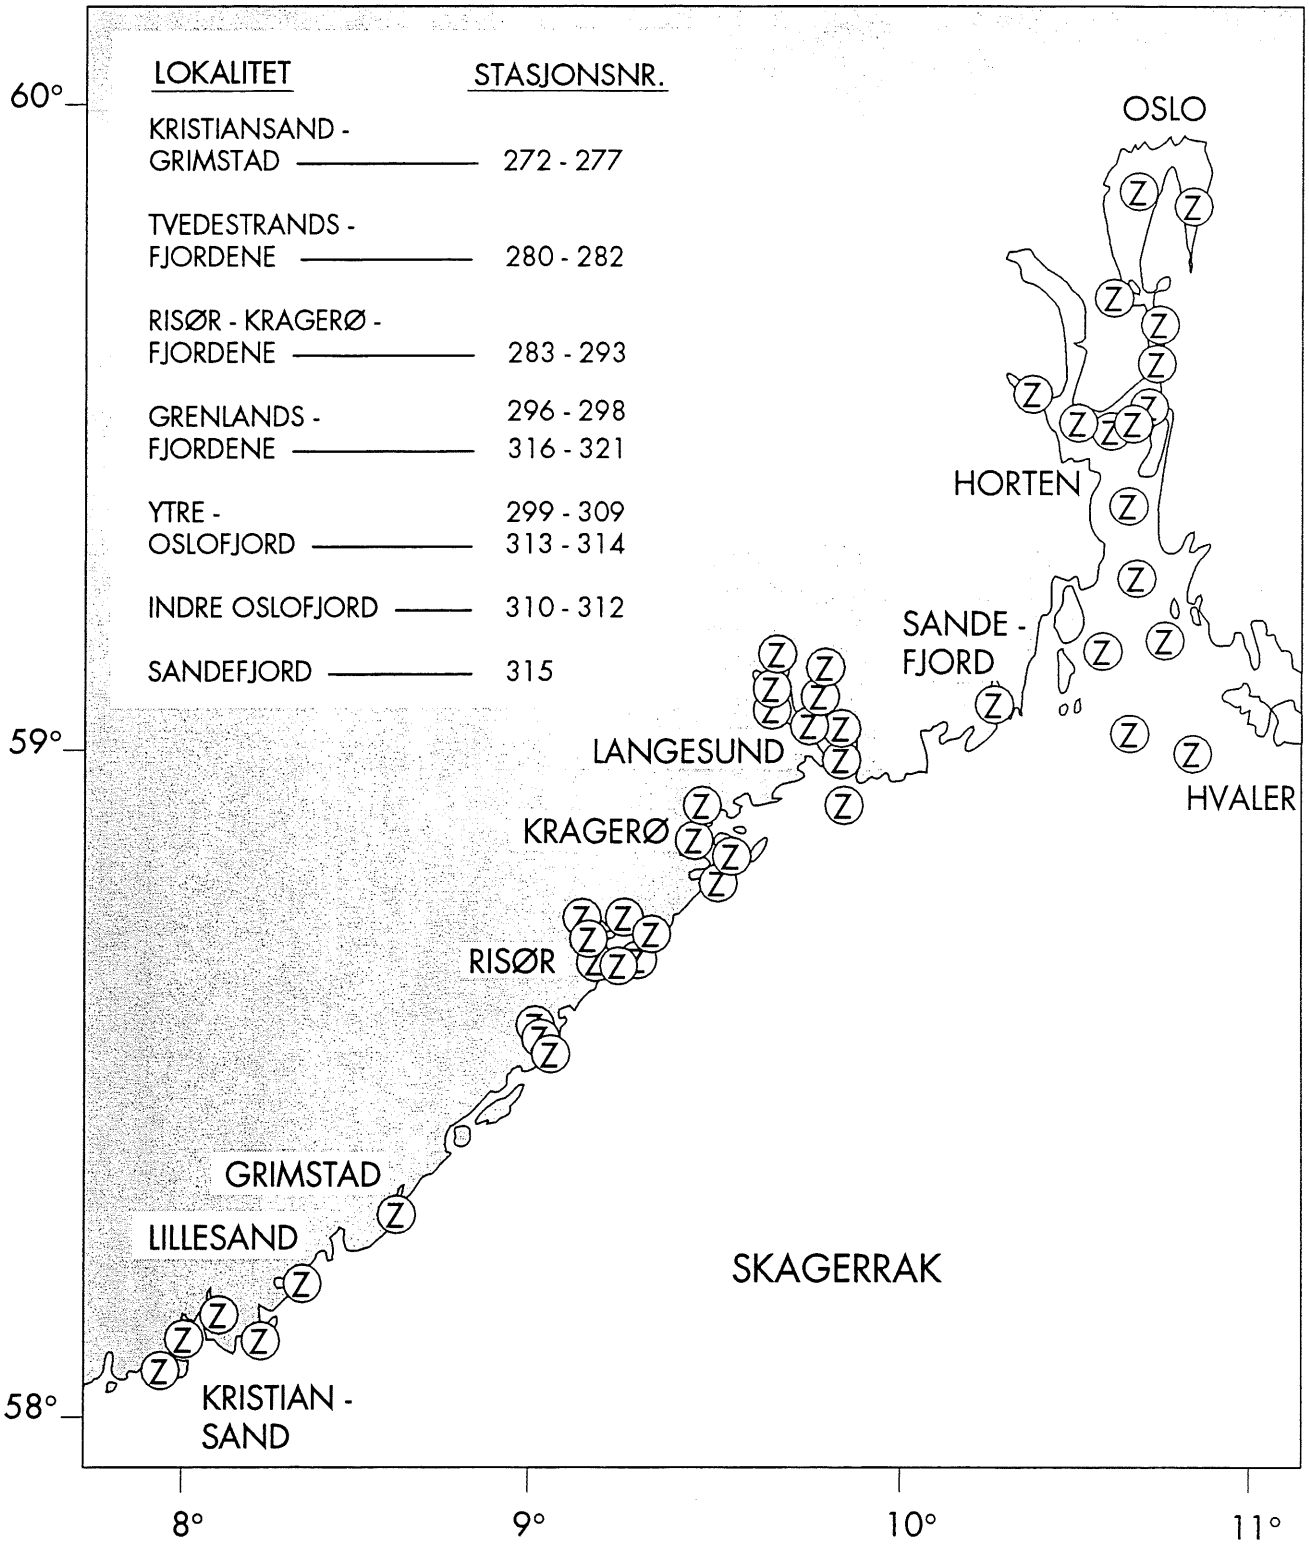 LOKALITET STASJONSNR.
KRISTIANSAND -
GRIMSTAD 272 - 277
TVEDESTRANDS -
FJORDENE 280 - 282
RISØR - KRAGERØ -
FJORDENE 283 - 293
GRENLANDS - 296 - 298
FJORDENE 316 - 321
YTRE - 299 - 309
OSLOFJORD 313 - 314
INDRE OSLOFJORD 310 - 312
SANDEFJORD 315
60°
59°
58°
8° 9° 10° 11°
OSLO
Z Z
Z
Z
Z
Z
Z
Z Z Z
HORTEN
Z
Z
SANDE -
FJORD
Z Z
Z
Z Z
HVALER
Z Z
Z Z
Z Z Z
LANGESUND
Z
Z
Z
KRAGERØ
Z
Z
Z
Z Z
Z Z
RISØR
Z Z Z
Z
Z
Z
GRIMSTAD
Z
LILLESAND
Z
Z
Z Z
Z
KRISTIAN -
SAND
SKAGERRAK